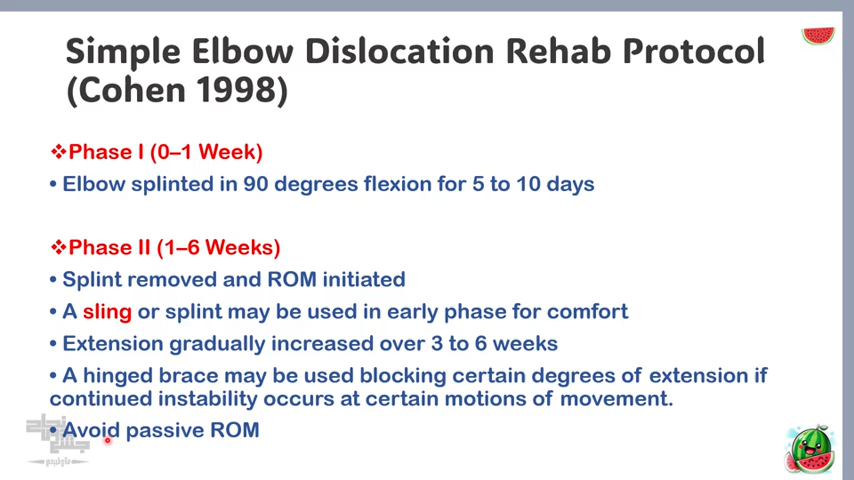 Simple Elbow Dislocation Rehab Protocol
(Cohen 1998)
❖Phase I (0–1 Week)
• Elbow splinted in 90 degrees flexion for 5 to 10 days
❖Phase II (1–6 Weeks)
• Splint removed and ROM initiated
• A sling or splint may be used in early phase for comfort
• Extension gradually increased over 3 to 6 weeks
• A hinged brace may be used blocking certain degrees of extension if
continued instability occurs at certain motions of movement.
• Avoid passive ROM